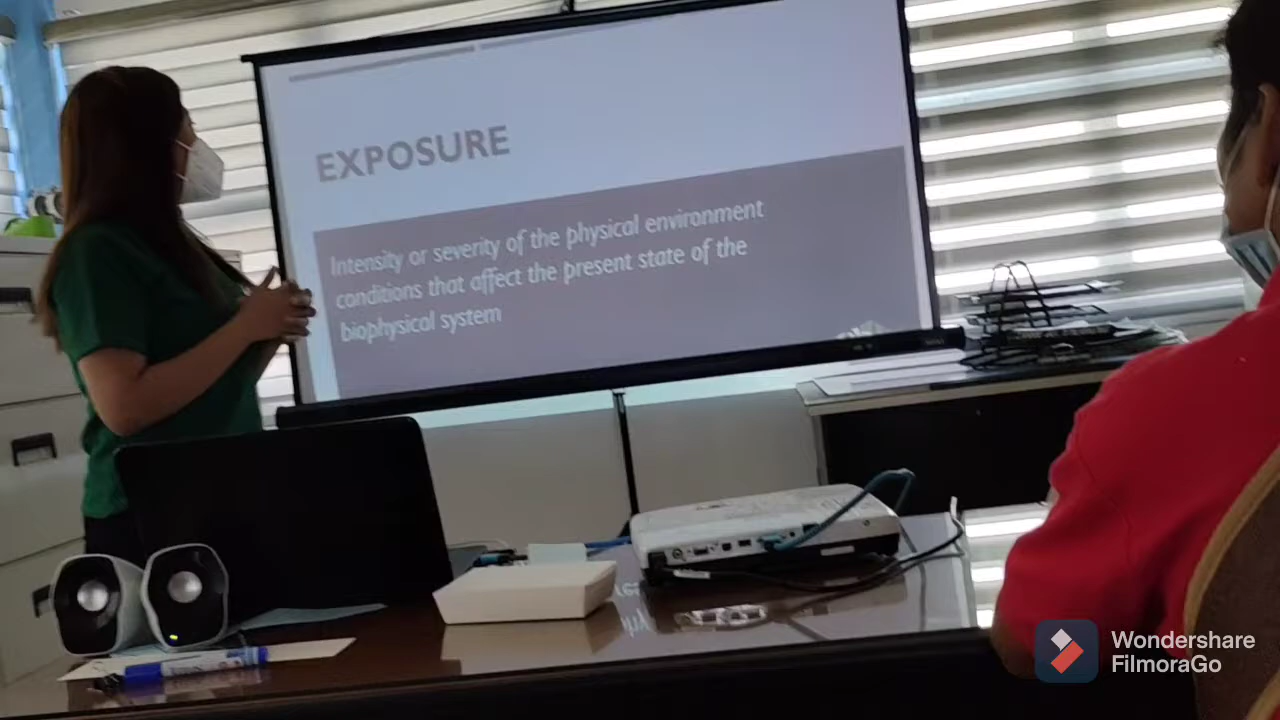 EXPOSURE
Intensity or severity of the physical environment
conditions that affect the present state of the
biophysical system
Wondershare
FilmoraGo